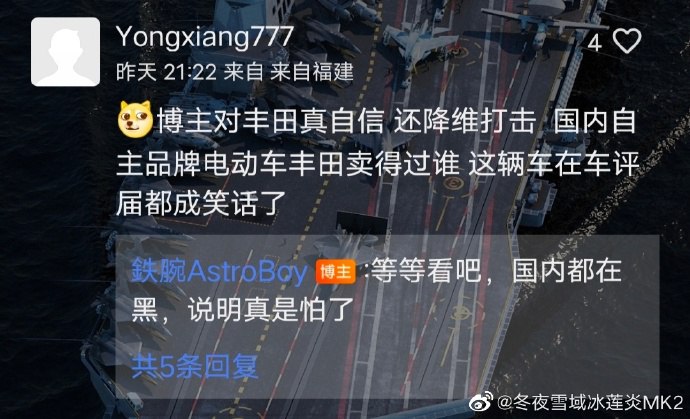 Yongxiang777
4
昨天 21:22 来自 来自福建
博主对丰田真自信 还降维打击 国内自
主品牌电动车丰田卖得过谁 这辆车在车评
届都成笑话了
鉄腕AstroBoy 博主 :等等看吧，国内都在
黑，说明真是怕了
共5条回复
@冬夜雪域冰莲炎MK2